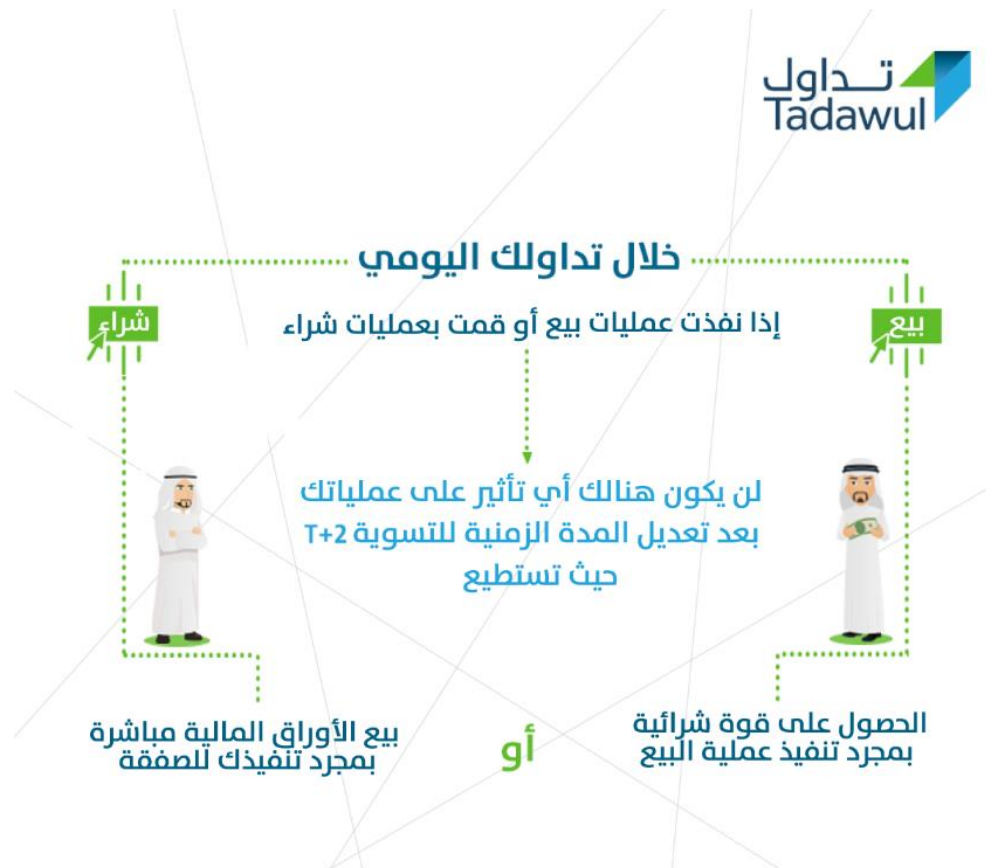 تـداول
Tadawul
خلال تداولك اليومي
بيع
شراء
إذا نفذت عمليات بيع أو قمت بعمليات شراء
لن يكون هنالك أي تأثير على عملياتك
بعد تعديل المدة الزمنية للتسوية T+2
حيث تستطيع
الحصول على قوة شرائية
بمجرد تنفيذ عملية البيع
أو
بيع الأوراق المالية مباشرة
بمجرد تنفيذك للصفقة